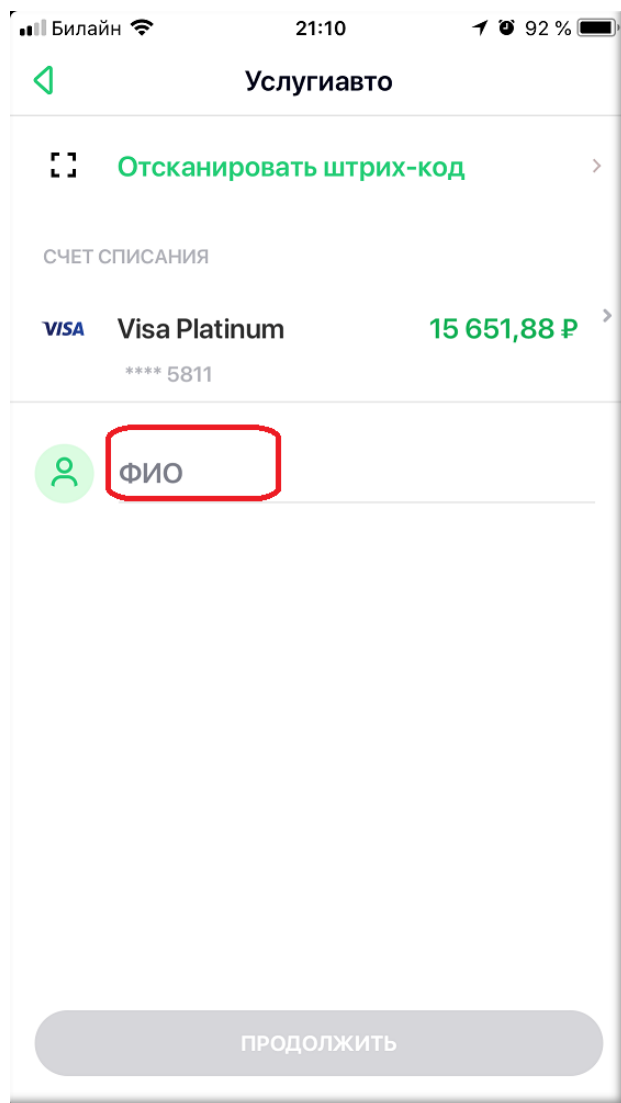 Билайн 21:10 92 %
Услугиавто
Отсканировать штрих-код
СЧЕТ СПИСАНИЯ
VISA Visa Platinum 15 651,88 ₽
**** 5811
ФИО
ПРОДОЛЖИТЬ